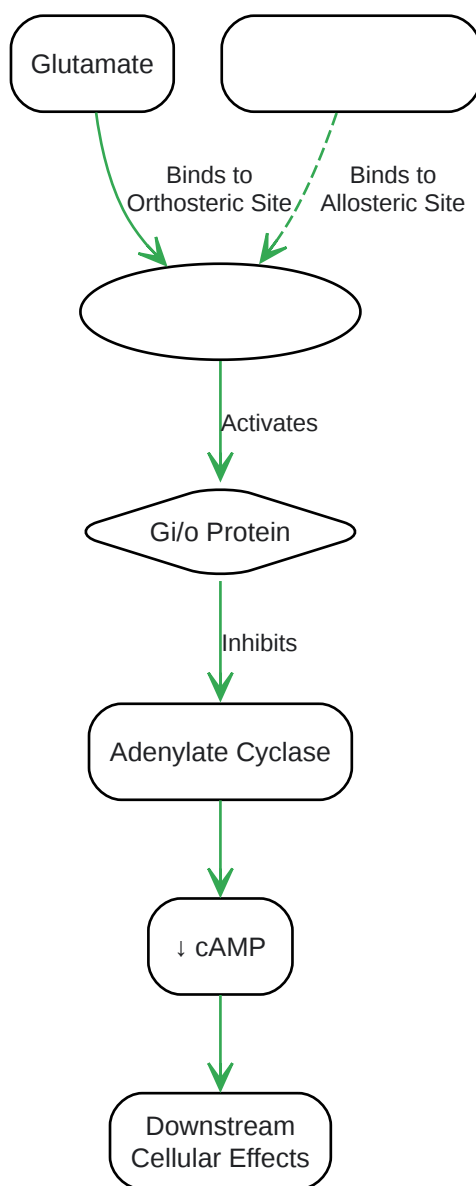 Glutamate
Binds to
Orthosteric Site
Binds to
Allosteric Site
Activates
Gi/o Protein
Inhibits
Adenylate Cyclase
↓ cAMP
Downstream
Cellular Effects